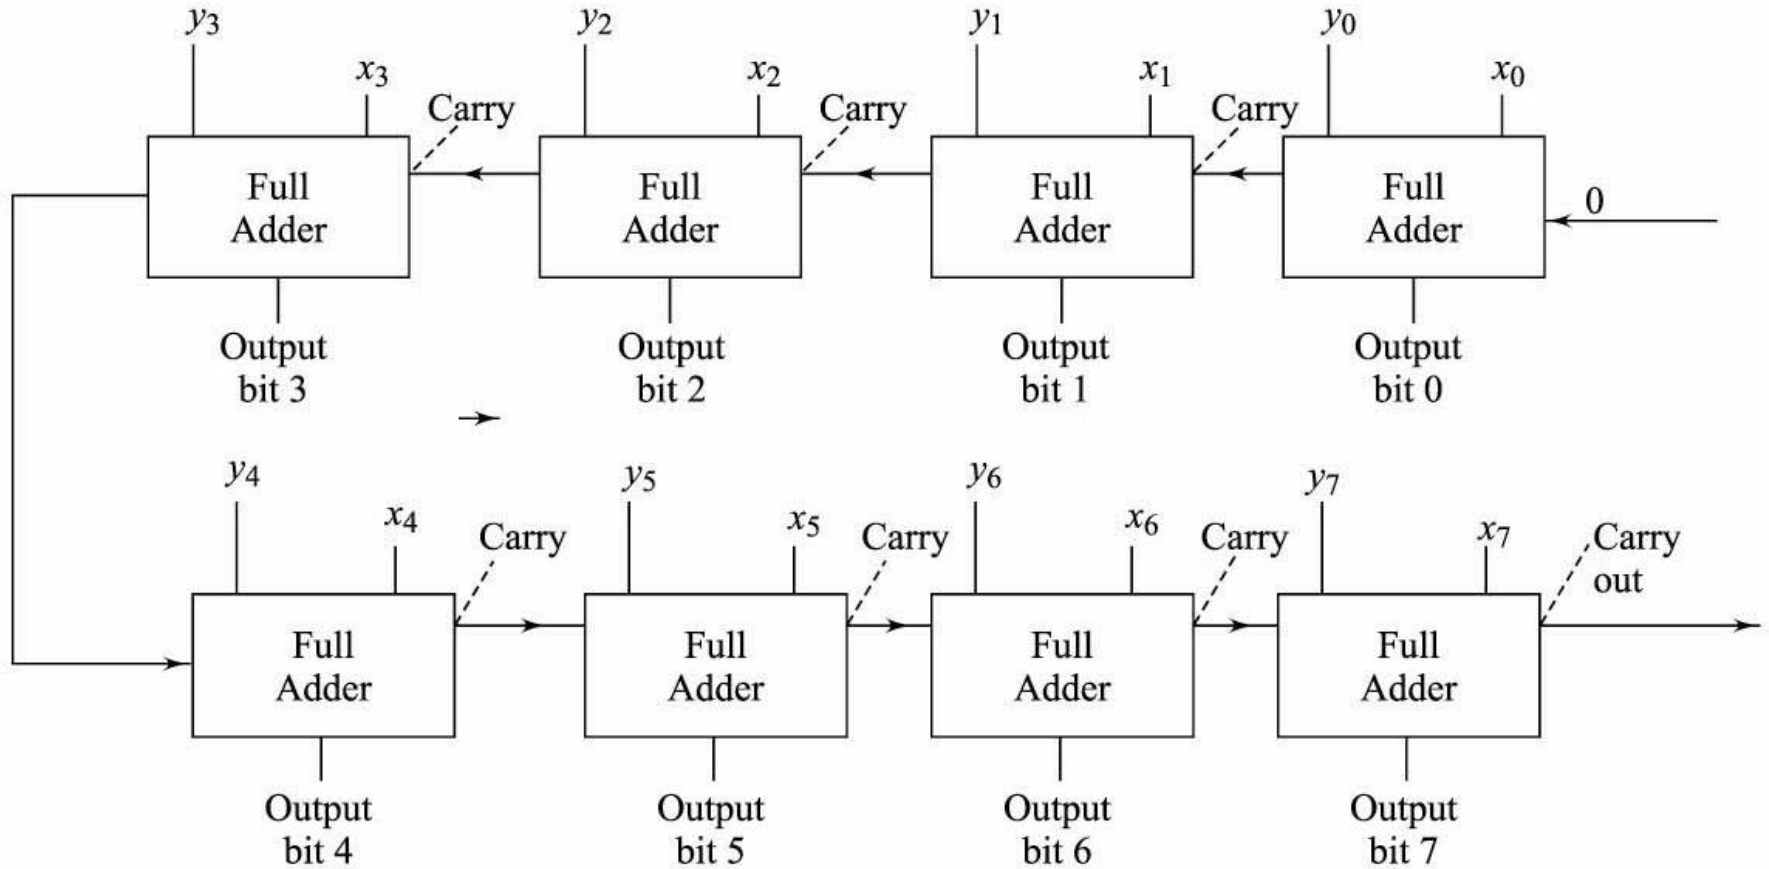 y3 y2 y1 y0
x3 x2 x1 x0
Carry Carry Carry
Full Full Full Full
Adder Adder Adder Adder
0
Output Output Output Output
bit 3 bit 2 bit 1 bit 0
y4 y5 y6 y7
x4 x5 x6 x7
Carry Carry Carry Carry
out
Full Full Full Full
Adder Adder Adder Adder
Output Output Output Output
bit 4 bit 5 bit 6 bit 7